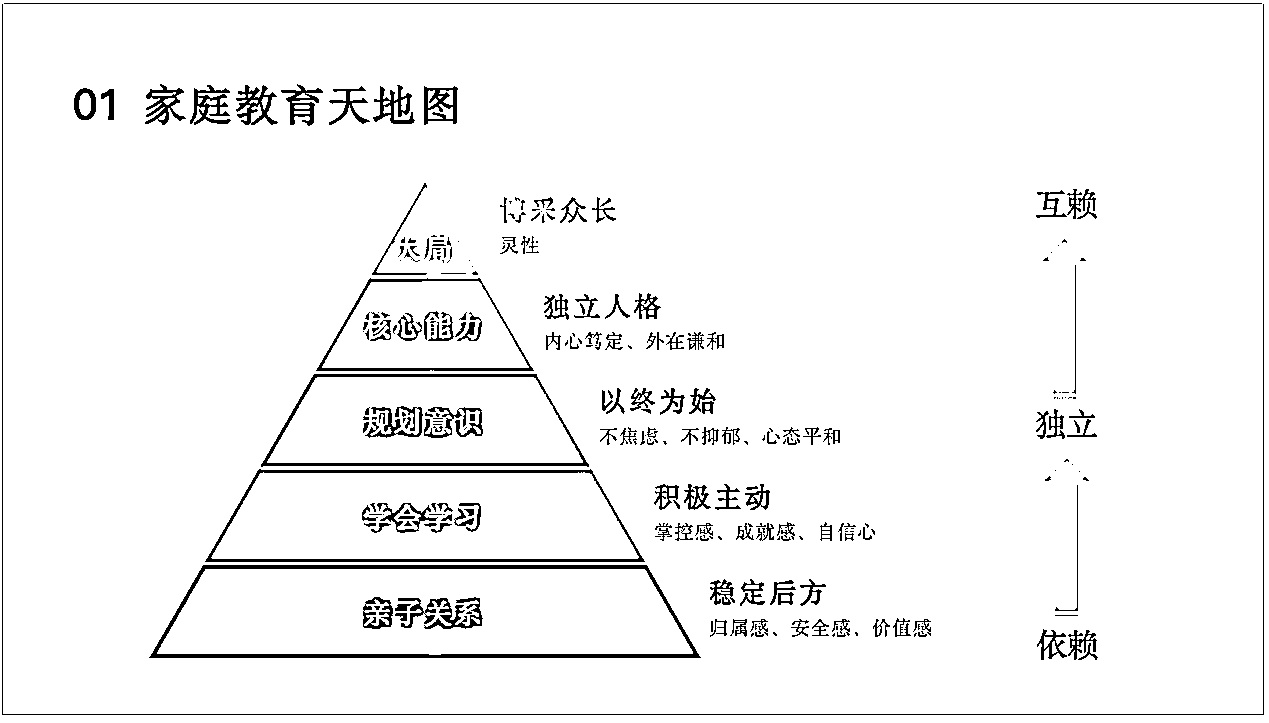 01 家庭教育天地图
博采众长
灵性
大局
核心能力
独立人格
内心笃定、外在谦和
规划意识
以终为始
不焦虑、不抑郁、心态平和
学会学习
积极主动
掌控感、成就感、自信心
亲子关系
稳定后方
归属感、安全感、价值感
互赖
独立
依赖